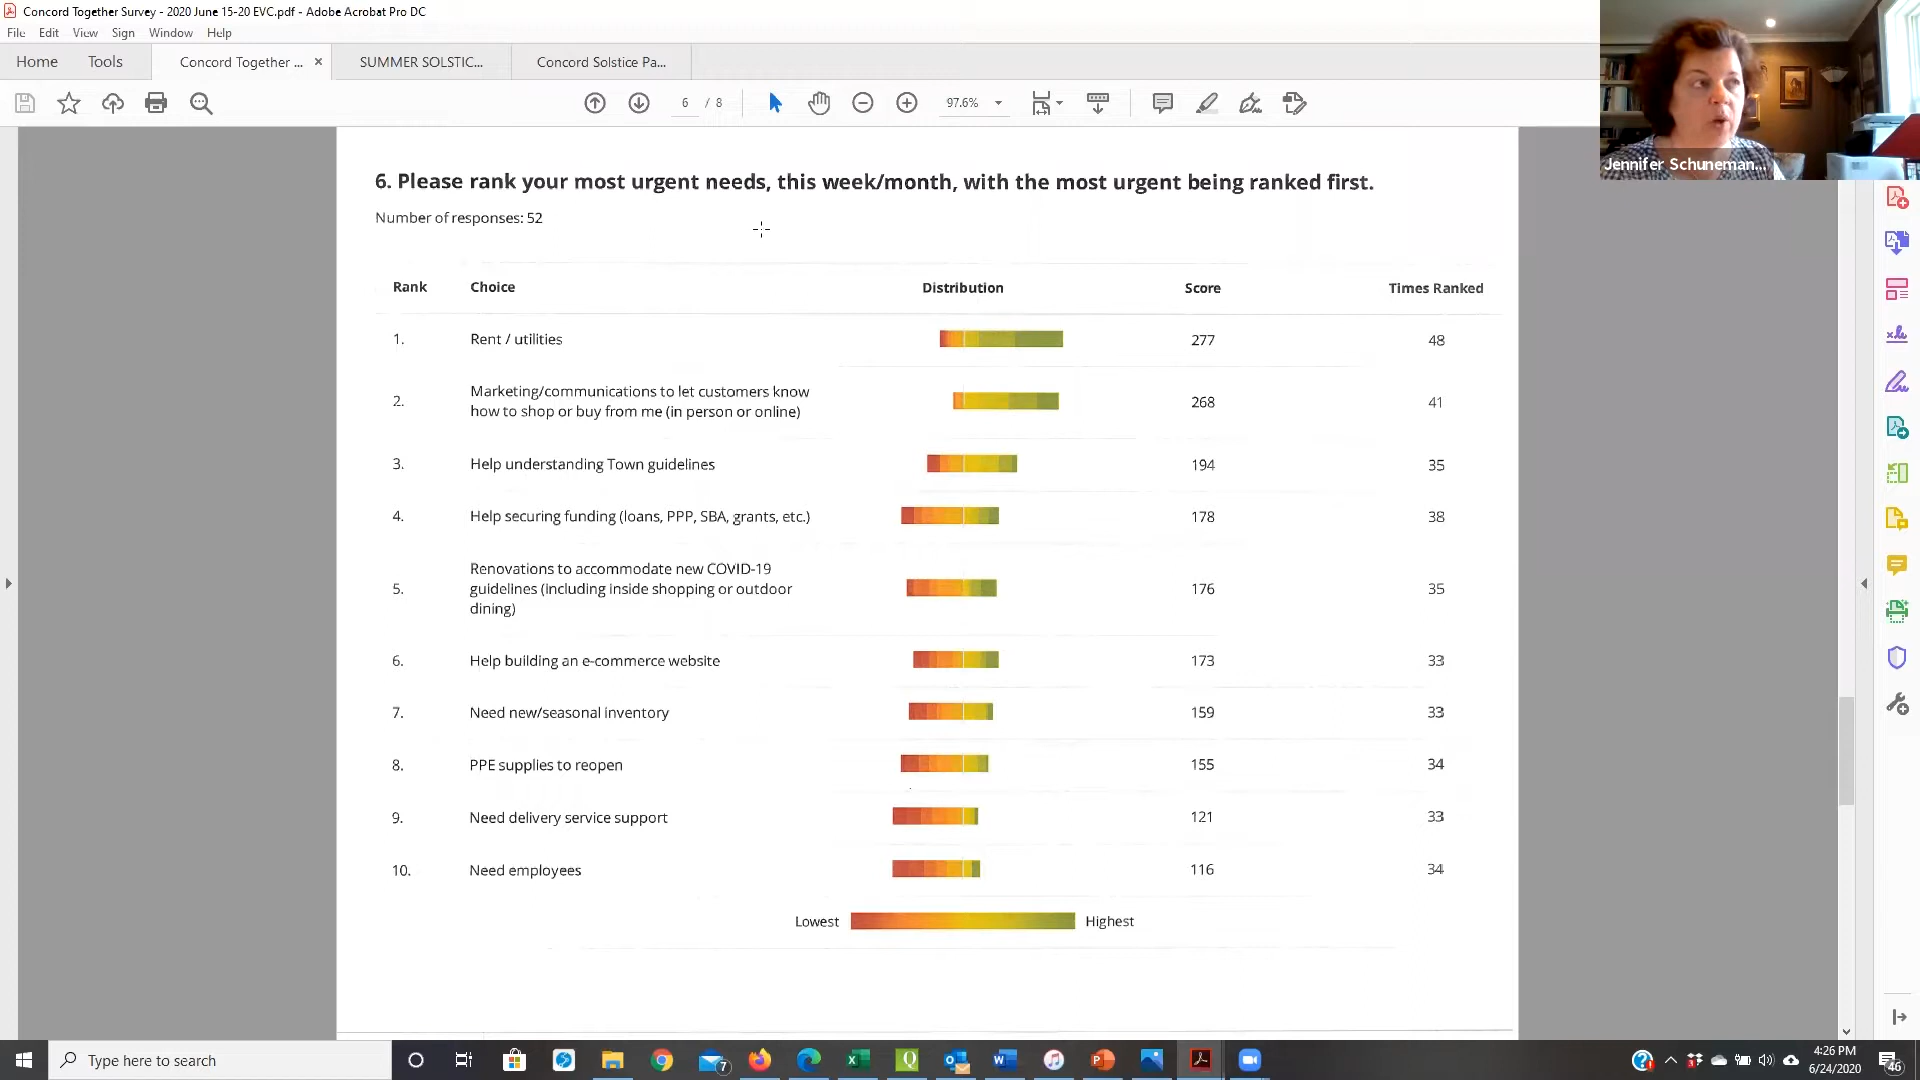 Concord Together Survey - 2020 June 15-20 EVC.pdf - Adobe Acrobat Pro DC
File Edit View Sign Window Help
Home Tools Concord Together ... × SUMMER SOLSTIC... Concord Solstice Pa...
6 / 8 97.6%
Jennifer Schuneman...
6. Please rank your most urgent needs, this week/month, with the most urgent being ranked first.
Number of responses: 52
Rank Choice Distribution Score Times Ranked
1. Rent / utilities 277 48
Marketing/communications to let customers know
2. how to shop or buy from me (in person or online) 268 41
3. Help understanding Town guidelines 194 35
4. Help securing funding (loans, PPP, SBA, grants, etc.) 178 38
Renovations to accommodate new COVID-19
5. guidelines (including inside shopping or outdoor 176 35
dining)
6. Help building an e-commerce website 173 33
7. Need new/seasonal inventory 159 33
8. PPE supplies to reopen 155 34
9. Need delivery service support 121 33
10. Need employees 116 34
Lowest Highest
Type here to search
7
4:26 PM
6/24/2020
46